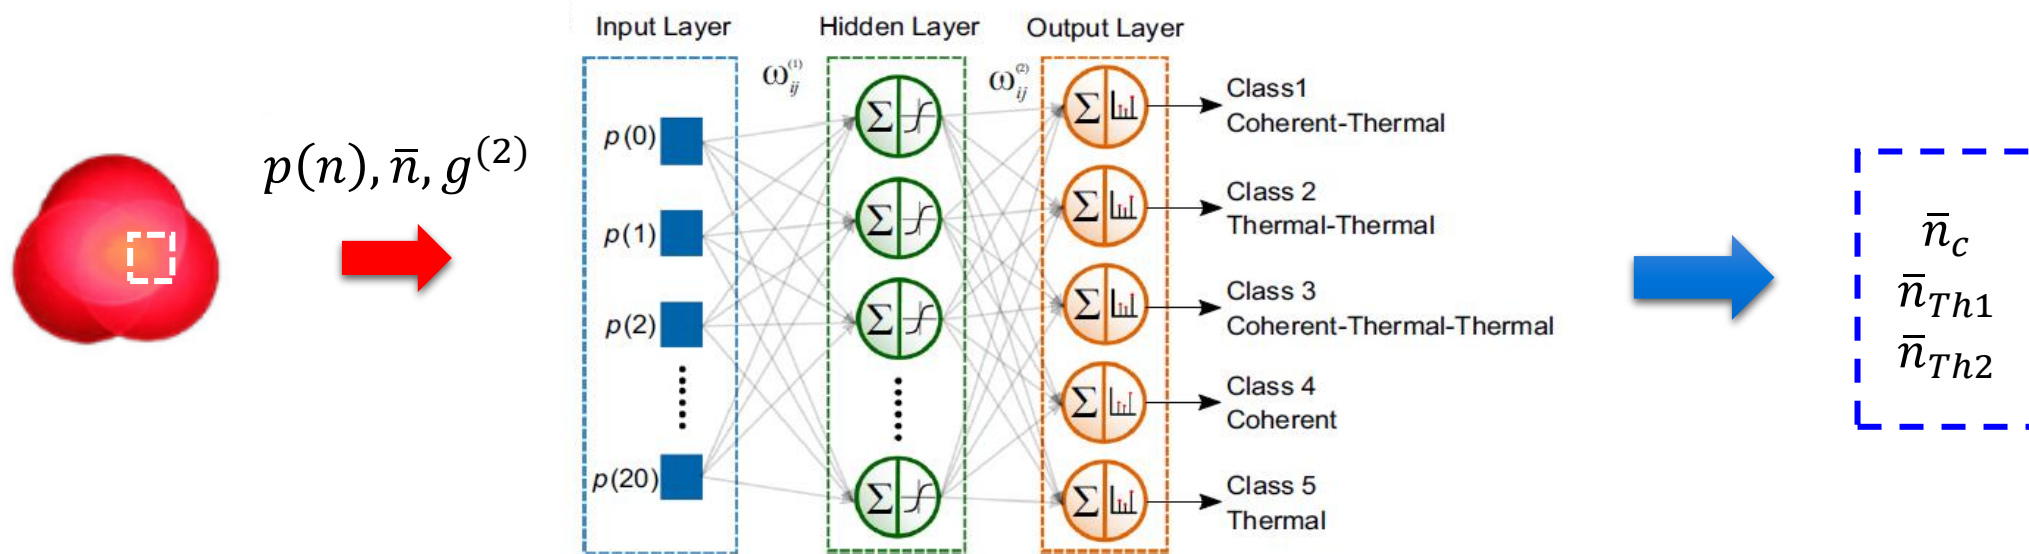 p(n), n̄, g⁽²⁾
Input Layer
Hidden Layer
Output Layer
ω_ij^(1)
ω_ij^(2)
p(0)
p(1)
p(2)
p(20)
Σ
Σ
Σ
Σ
Σ
Σ
Σ
Σ
Σ
Class1
Coherent-Thermal
Class 2
Thermal-Thermal
Class 3
Coherent-Thermal-Thermal
Class 4
Coherent
Class 5
Thermal
n̄_c
n̄_Th1
n̄_Th2